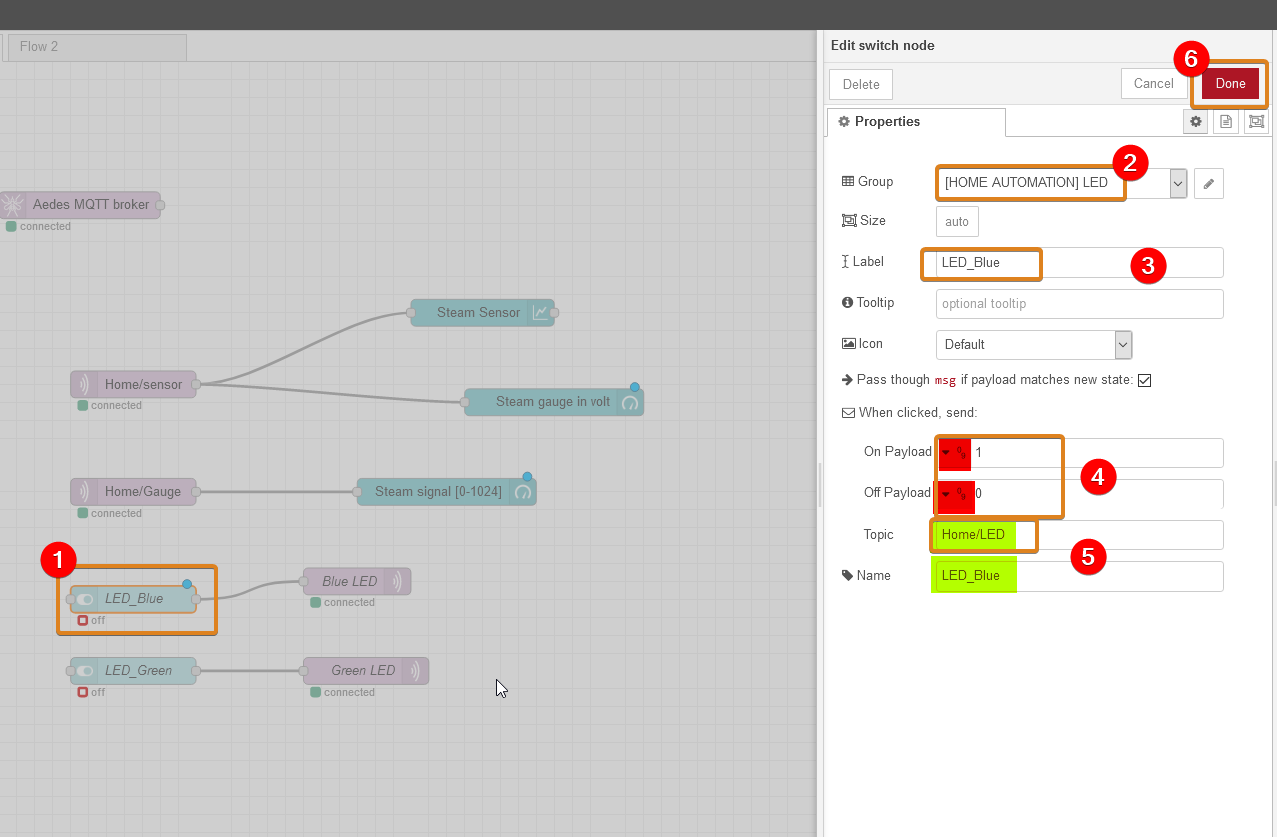 Flow 2
Aedes MQTT broker
connected
Steam Sensor
Home/sensor
connected
Steam gauge in volt
Home/Gauge
connected
Steam signal [0-1024]
1
LED_Blue
off
Blue LED
connected
LED_Green
off
Green LED
connected
Edit switch node
6
Delete
Cancel
Done
Properties
2
Group
[HOME AUTOMATION] LED
Size
auto
Label
LED_Blue
3
Tooltip
optional tooltip
Icon
Default
Pass though msg if payload matches new state:
When clicked, send:
On Payload
1
4
Off Payload
0
Topic
Home/LED
5
Name
LED_Blue